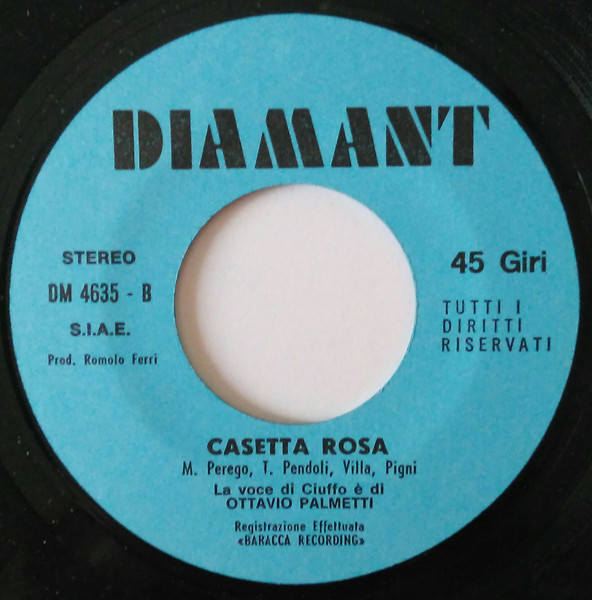 DIAMANT
STEREO
DM 4635 - B
S.I.A.E.
Prod. Romolo Ferri
45 Giri
TUTTI I
DIRITTI
RISERVATI
CASETTA ROSA
M. Perego, T. Pendoli, Villa, Pigni
La voce di Ciuffo è di
OTTAVIO PALMETTI
Registrazione Effettuata
«BARACCA RECORDING»